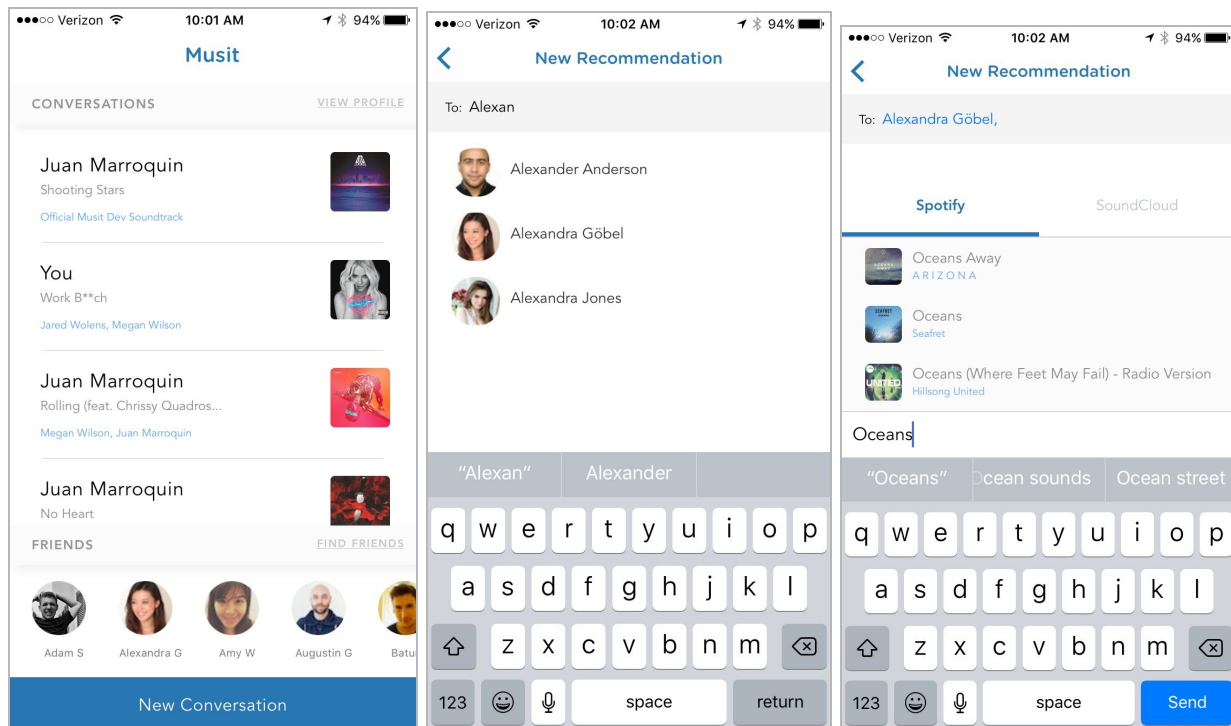 ●●●○○ Verizon 10:01 AM 94%
Musit
CONVERSATIONS VIEW PROFILE
Juan Marroquin
Shooting Stars
Official Musit Dev Soundtrack
You
Work B**ch
Jared Wolens, Megan Wilson
Juan Marroquin
Rolling (feat. Chrissy Quadros...
Megan Wilson, Juan Marroquin
Juan Marroquin
No Heart
FRIENDS FIND FRIENDS
Adam S Alexandra G Amy W Augustin G Batu
New Conversation
●●●○○ Verizon 10:02 AM 94%
New Recommendation
To: Alexan
Alexander Anderson
Alexandra Göbel
Alexandra Jones
“Alexan” Alexander
q w e r t y u i o p
a s d f g h j k l
z x c v b n m
123 space return
●●●○○ Verizon 10:02 AM 94%
New Recommendation
To: Alexandra Göbel,
Spotify SoundCloud
Oceans Away
ARIZONA
Oceans
Seafret
Oceans (Where Feet May Fail) - Radio Version
UNITED
Hillsong United
Oceans
“Oceans” Ocean sounds Ocean street
q w e r t y u i o p
a s d f g h j k l
z x c v b n m
123 space Send